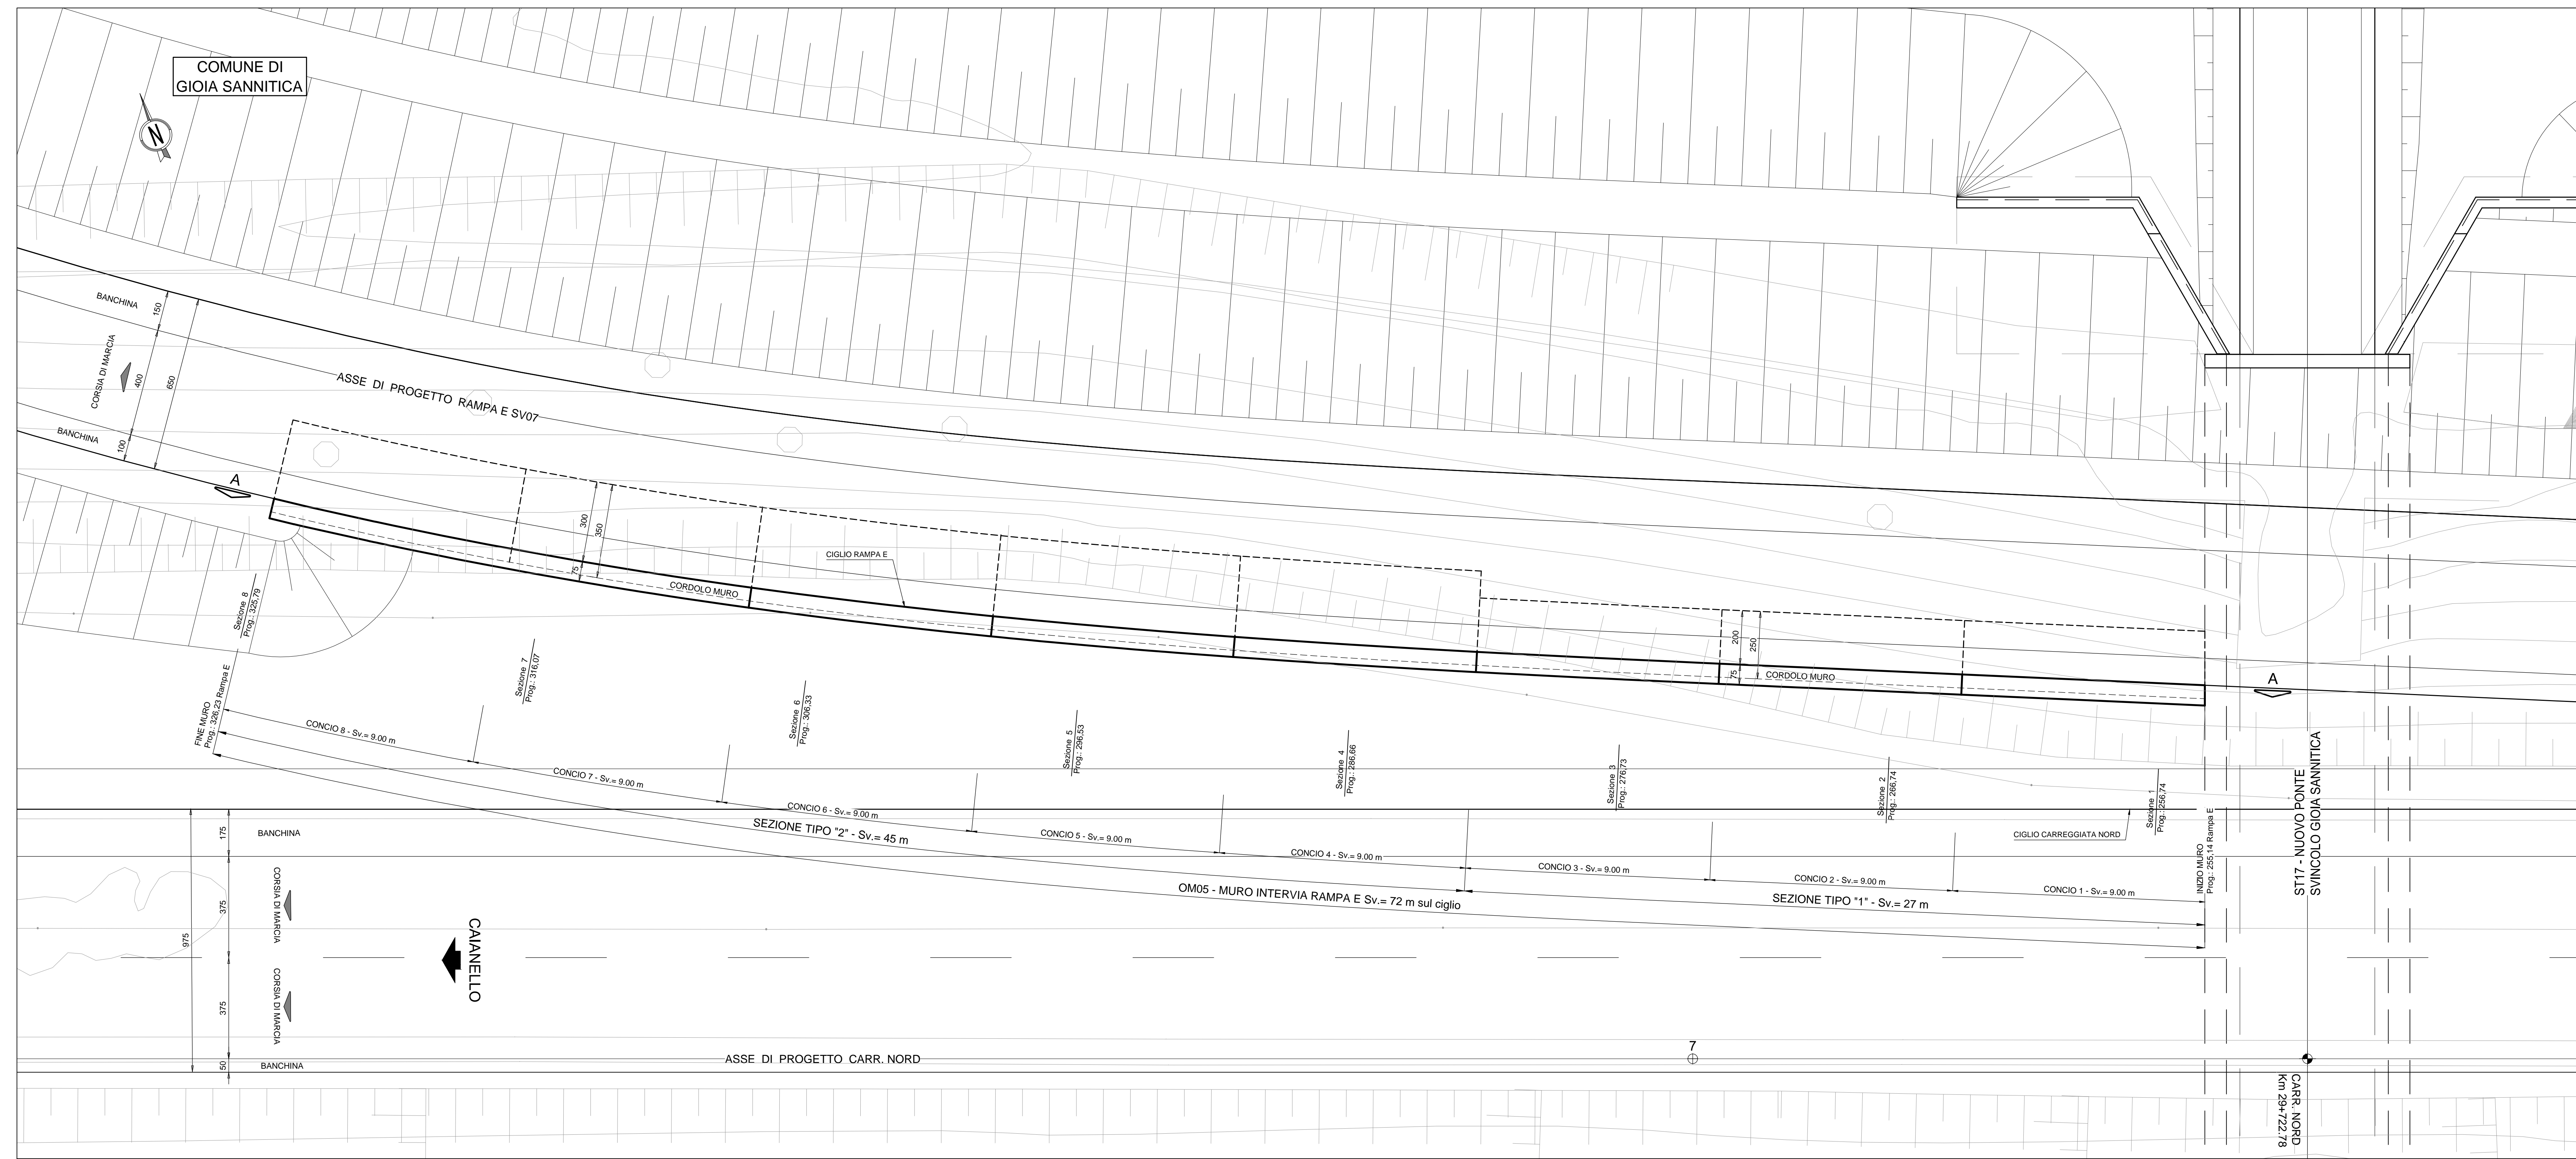 COMUNE DI
GIOIA SANNITICA
N
BANCHINA
150
CORSIA DI MARCIA
400
650
BANCHINA
100
ASSE DI PROGETTO RAMPA E SV07
A
300
350
75
CORDOLO MURO
CIGLIO RAMPA E
200
250
75
CORDOLO MURO
A
Sezione 8
Prog.: 325,79
Sezione 7
Prog.: 316,07
Sezione 6
Prog.: 306,33
Sezione 5
Prog.: 296,53
Sezione 4
Prog.: 286,66
Sezione 3
Prog.: 276,73
Sezione 2
Prog.: 266,74
Sezione 1
Prog.: 256,74
FINE MURO
Prog.: 326,23 Rampa E
INIZIO MURO
Prog.: 255,14 Rampa E
CONCIO 8 - Sv.= 9.00 m
CONCIO 7 - Sv.= 9.00 m
CONCIO 6 - Sv.= 9.00 m
CONCIO 5 - Sv.= 9.00 m
CONCIO 4 - Sv.= 9.00 m
CONCIO 3 - Sv.= 9.00 m
CONCIO 2 - Sv.= 9.00 m
CONCIO 1 - Sv.= 9.00 m
SEZIONE TIPO "2" - Sv.= 45 m
SEZIONE TIPO "1" - Sv.= 27 m
OM05 - MURO INTERVIA RAMPA E Sv.= 72 m sul ciglio
CIGLIO CARREGGIATA NORD
ST17 - NUOVO PONTE
SVINCOLO GIOIA SANNITICA
175
BANCHINA
375
CORSIA DI MARCIA
975
CAIANELLO
375
CORSIA DI MARCIA
50
BANCHINA
ASSE DI PROGETTO CARR. NORD
7
CARR. NORD
Km 29+722.78